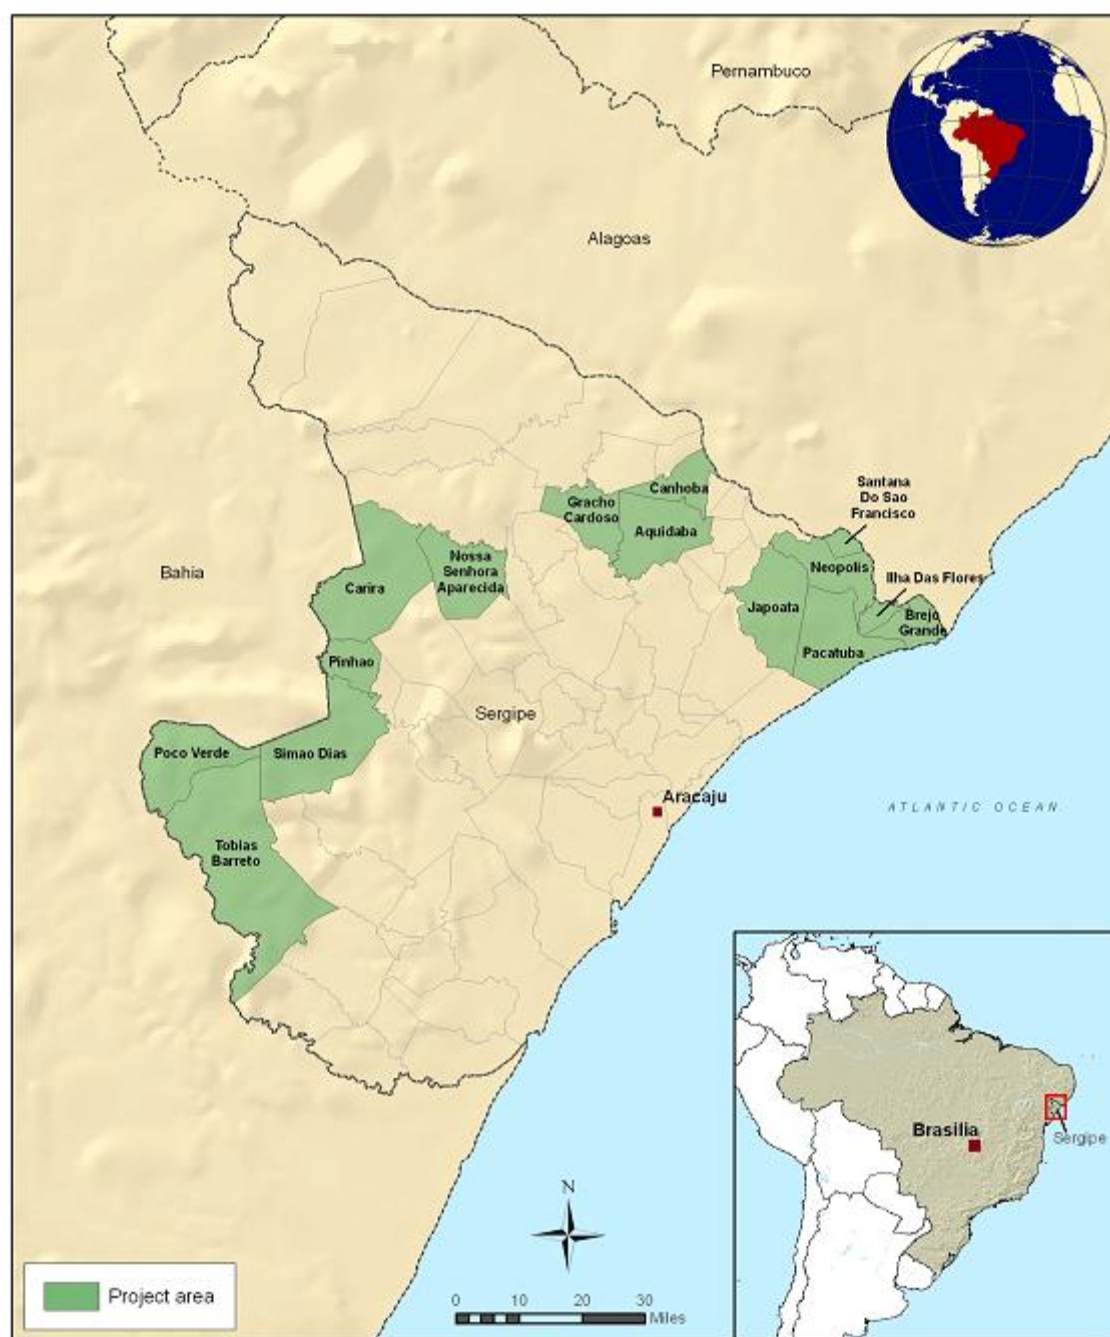 Pernambuco
Alagoas
Santana
Do Sao
Francisco
Canhoba
Gracho
Cardoso
Aquidaba
Bahia
Nossa
Senhora
Aparecida
Carira
Neopolis
Ilha Das Flores
Japoata
Brejo
Grande
Pacatuba
Pinhao
Sergipe
Poco Verde
Simao Dias
Aracaju
ATLANTIC OCEAN
Tobias
Barreto
Brasilia
Sergipe
N
Project area
0 10 20 30
Miles